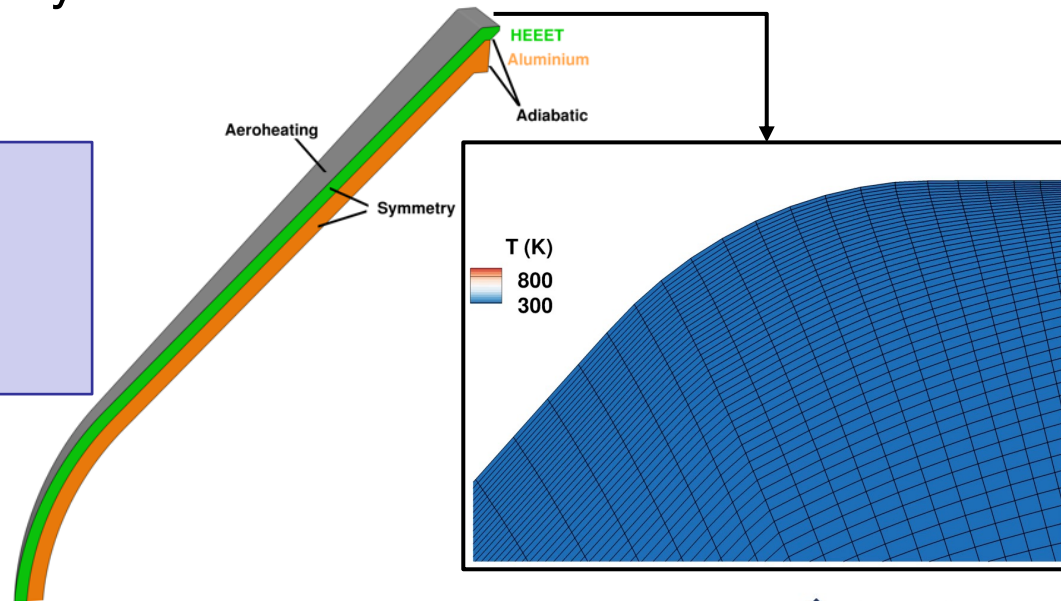 HEEET
Aluminium
Adiabatic
Aeroheating
Symmetry
T (K)
800
300